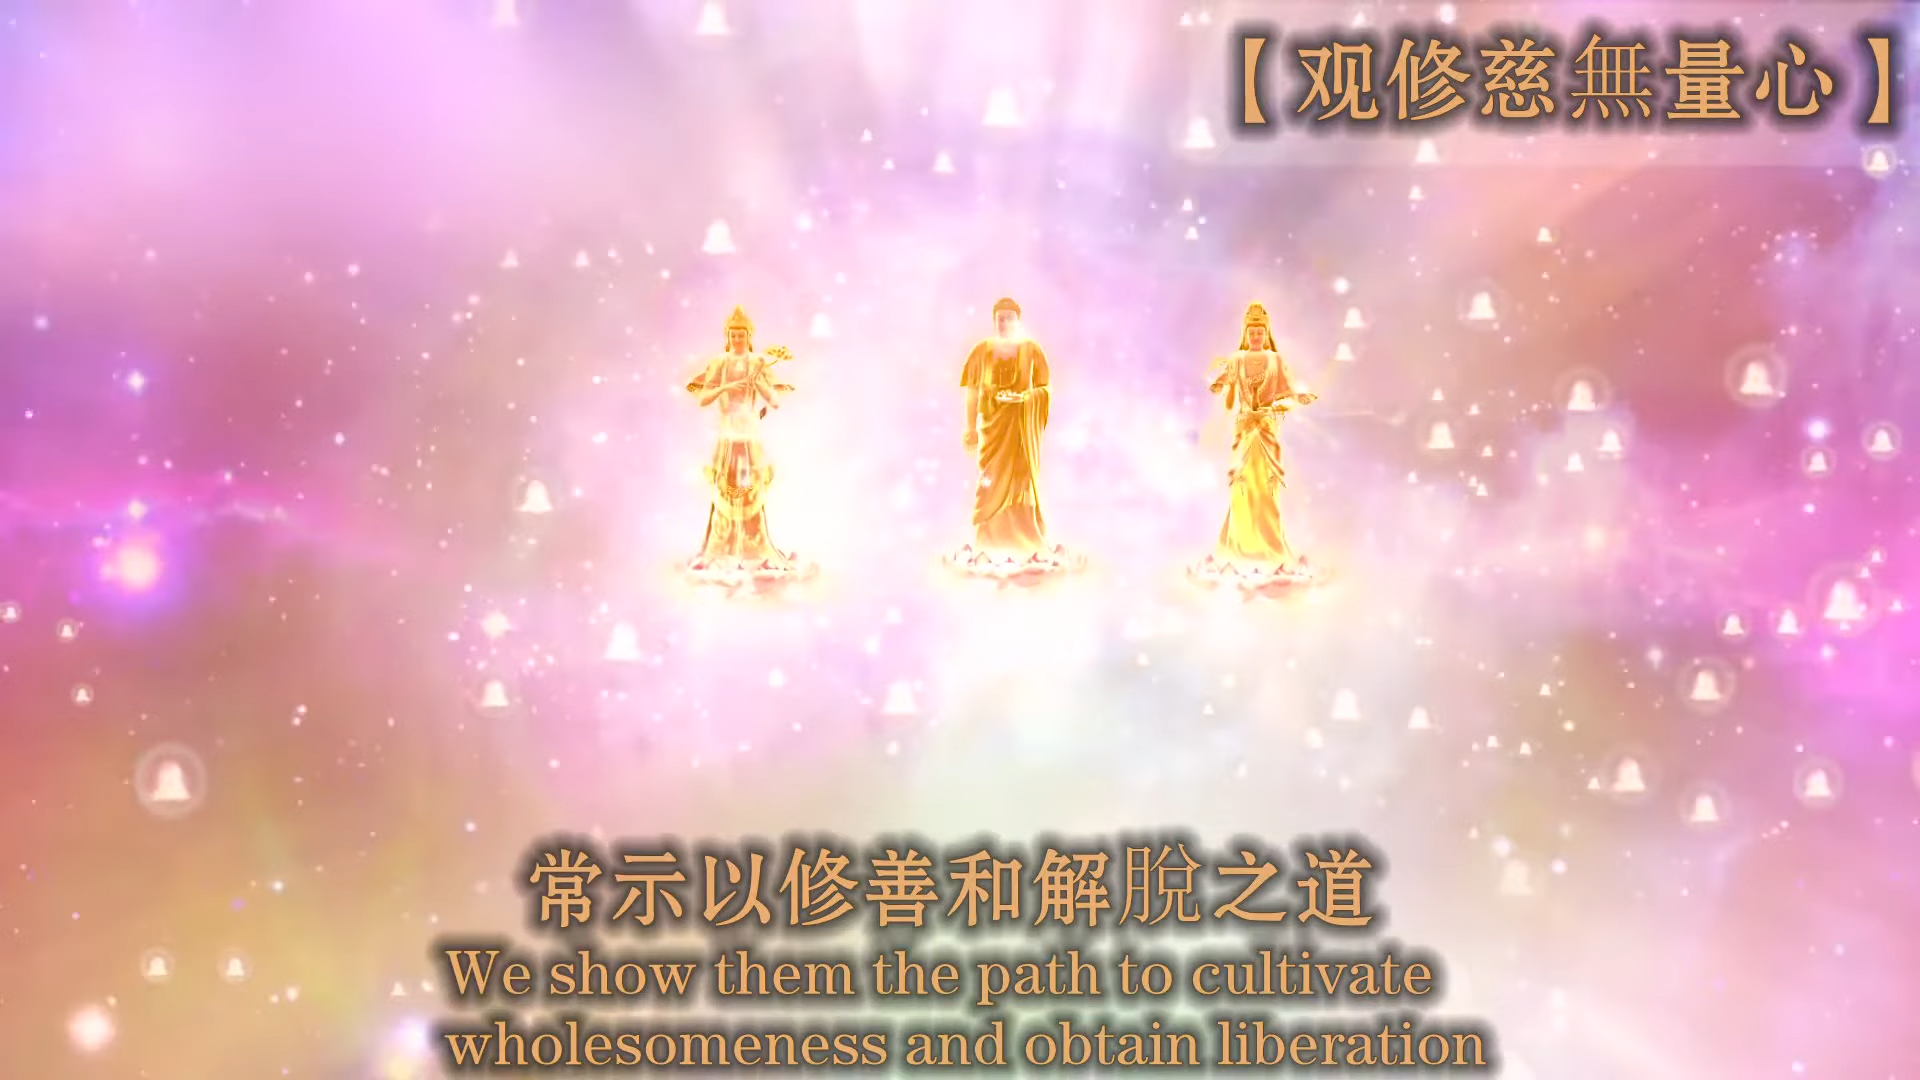 【观修慈無量心】
常示以修善和解脫之道
We show them the path to cultivate
wholesomeness and obtain liberation